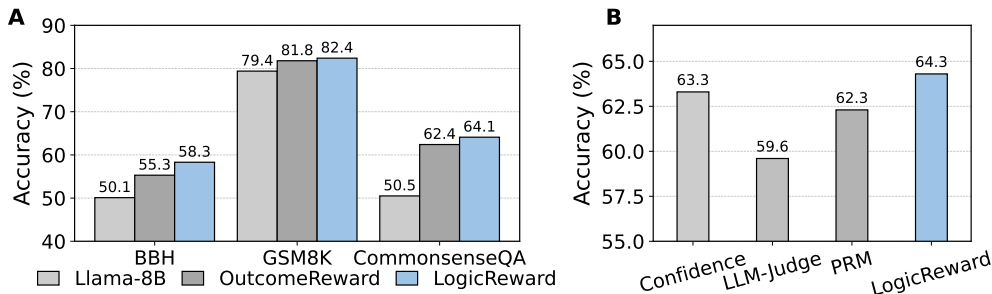 A
Accuracy (%)
90
80
70
60
50
40
50.1
55.3
58.3
79.4
81.8
82.4
50.5
62.4
64.1
BBH
GSM8K
CommonsenseQA
Llama-8B
OutcomeReward
LogicReward
B
Accuracy (%)
65.0
62.5
60.0
57.5
55.0
63.3
59.6
62.3
64.3
Confidence
LLM-Judge
PRM
LogicReward